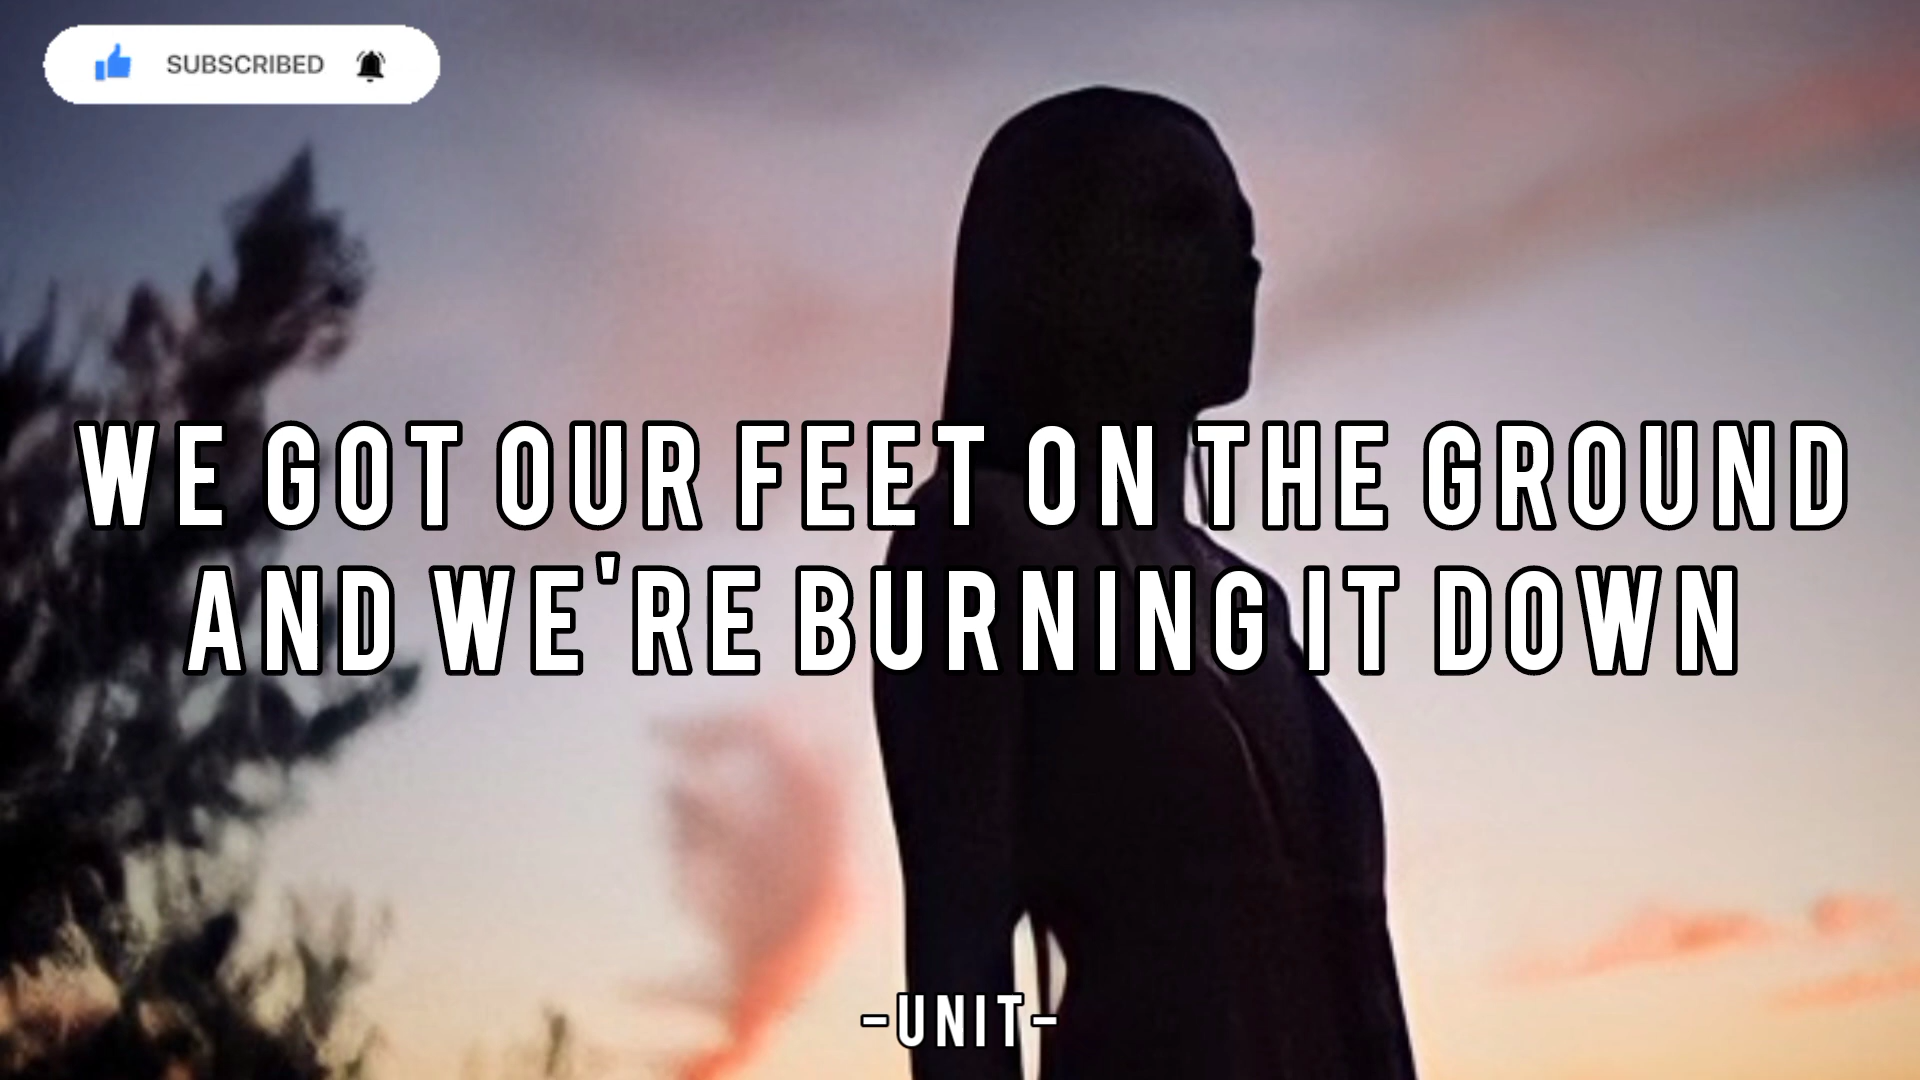 SUBSCRIBED
WE GOT OUR FEET ON THE GROUND
AND WE'RE BURNING IT DOWN
-UNIT-